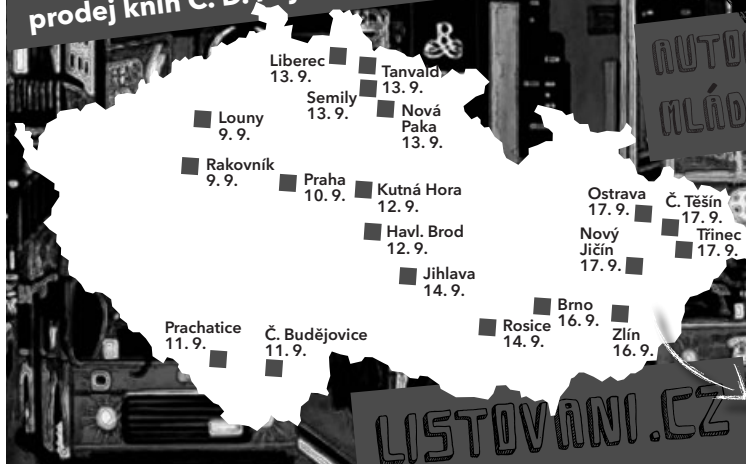 prodej knih Č. B.
Liberec
13. 9.
Tanvald
13. 9.
Semily
13. 9.
Nová
Paka
13. 9.
Louny
9. 9.
Rakovník
9. 9.
Praha
10. 9.
Kutná Hora
12. 9.
Havl. Brod
12. 9.
Jihlava
14. 9.
Ostrava
17. 9.
Č. Těšín
17. 9.
Třinec
17. 9.
Nový
Jičín
17. 9.
Brno
16. 9.
Rosice
14. 9.
Zlín
16. 9.
Prachatice
11. 9.
Č. Budějovice
11. 9.
LISTOVÁNÍ.CZ